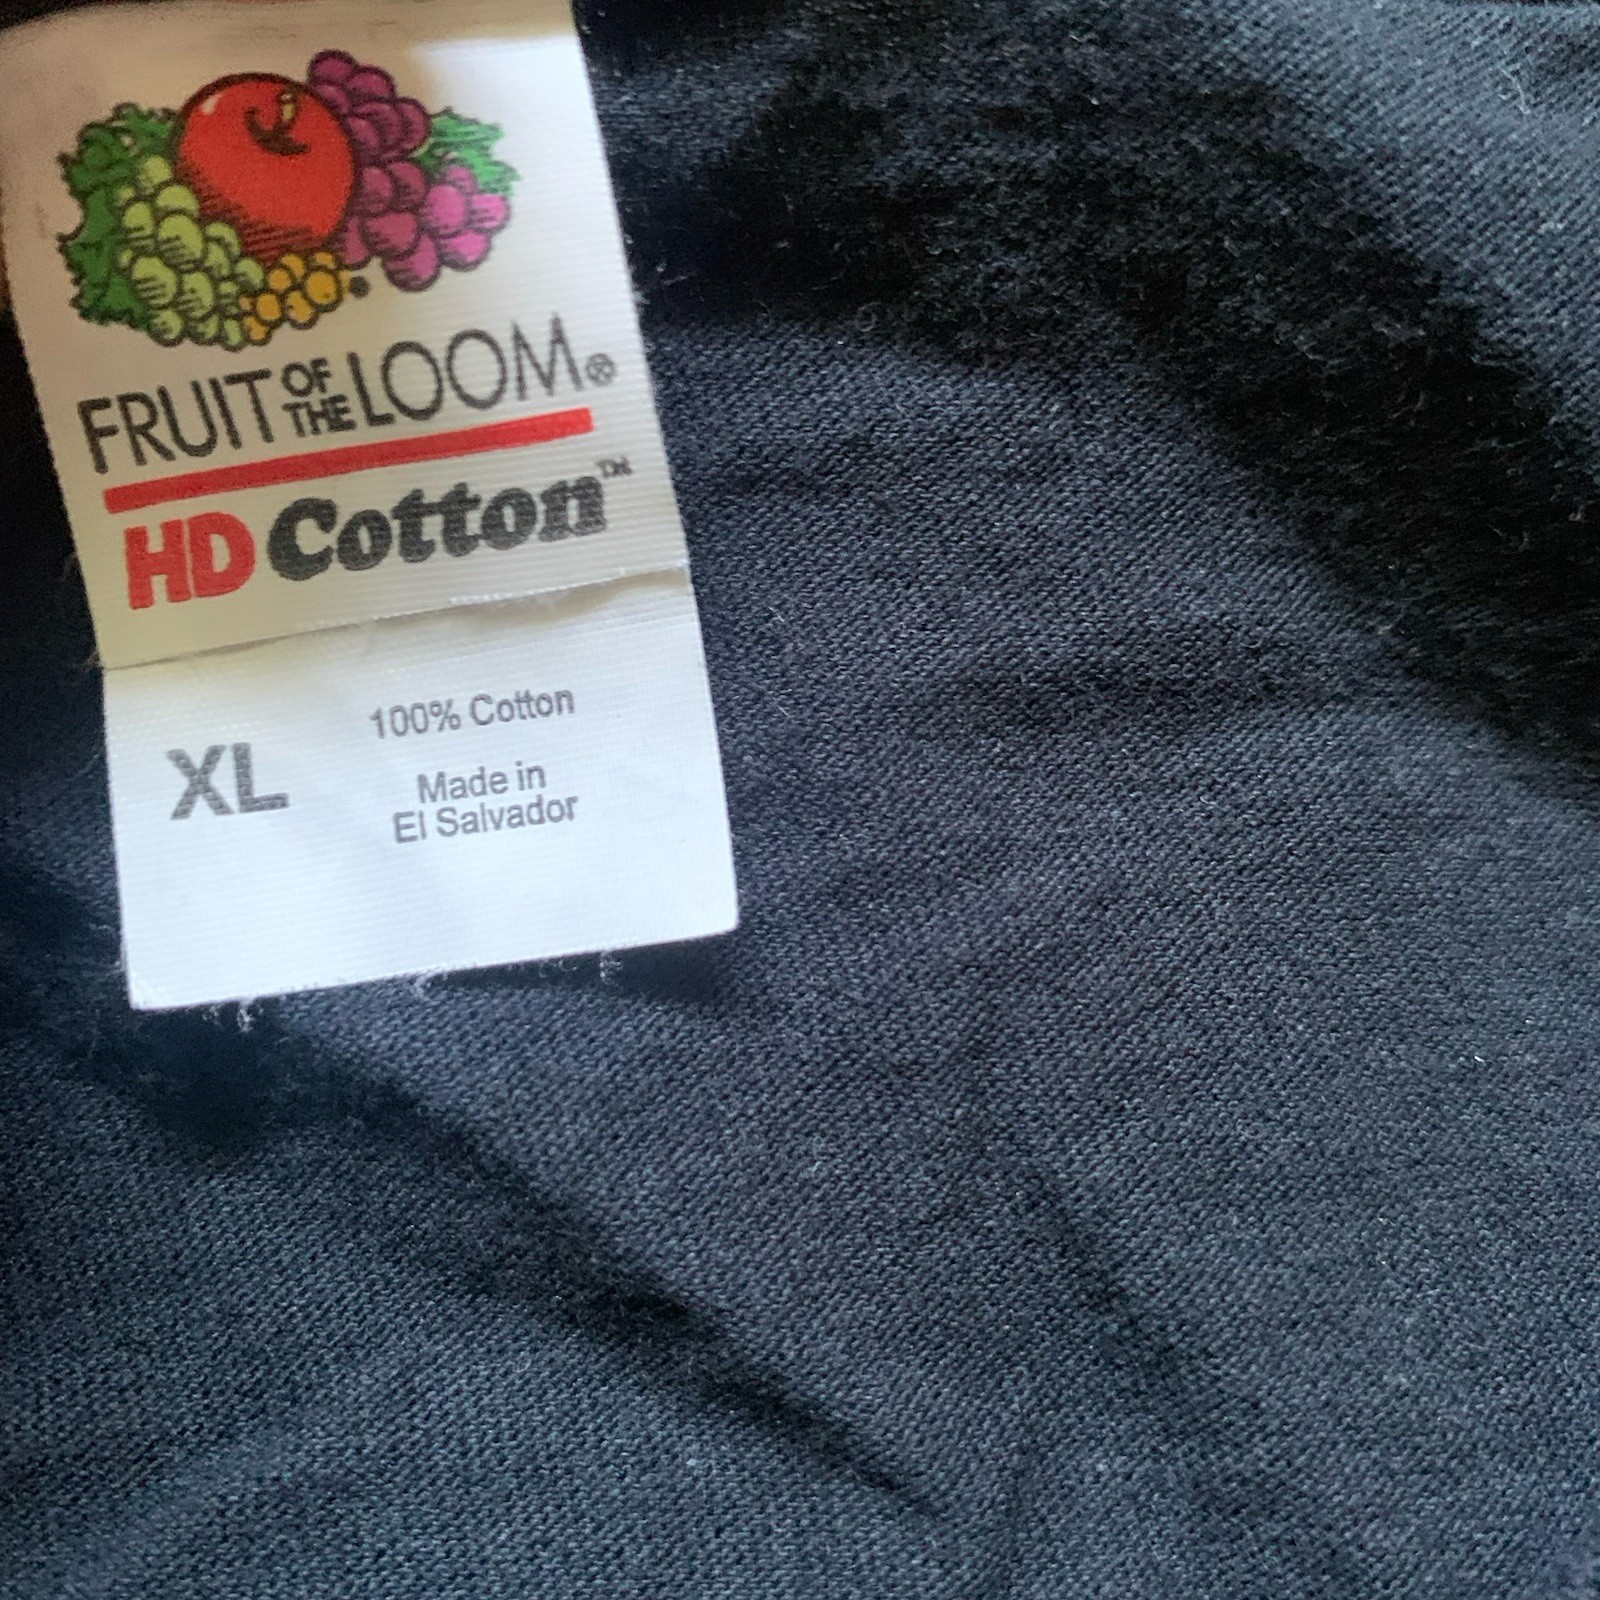 FRUIT OF THE LOOM®
HD Cotton™
100% Cotton
XL
Made in
El Salvador